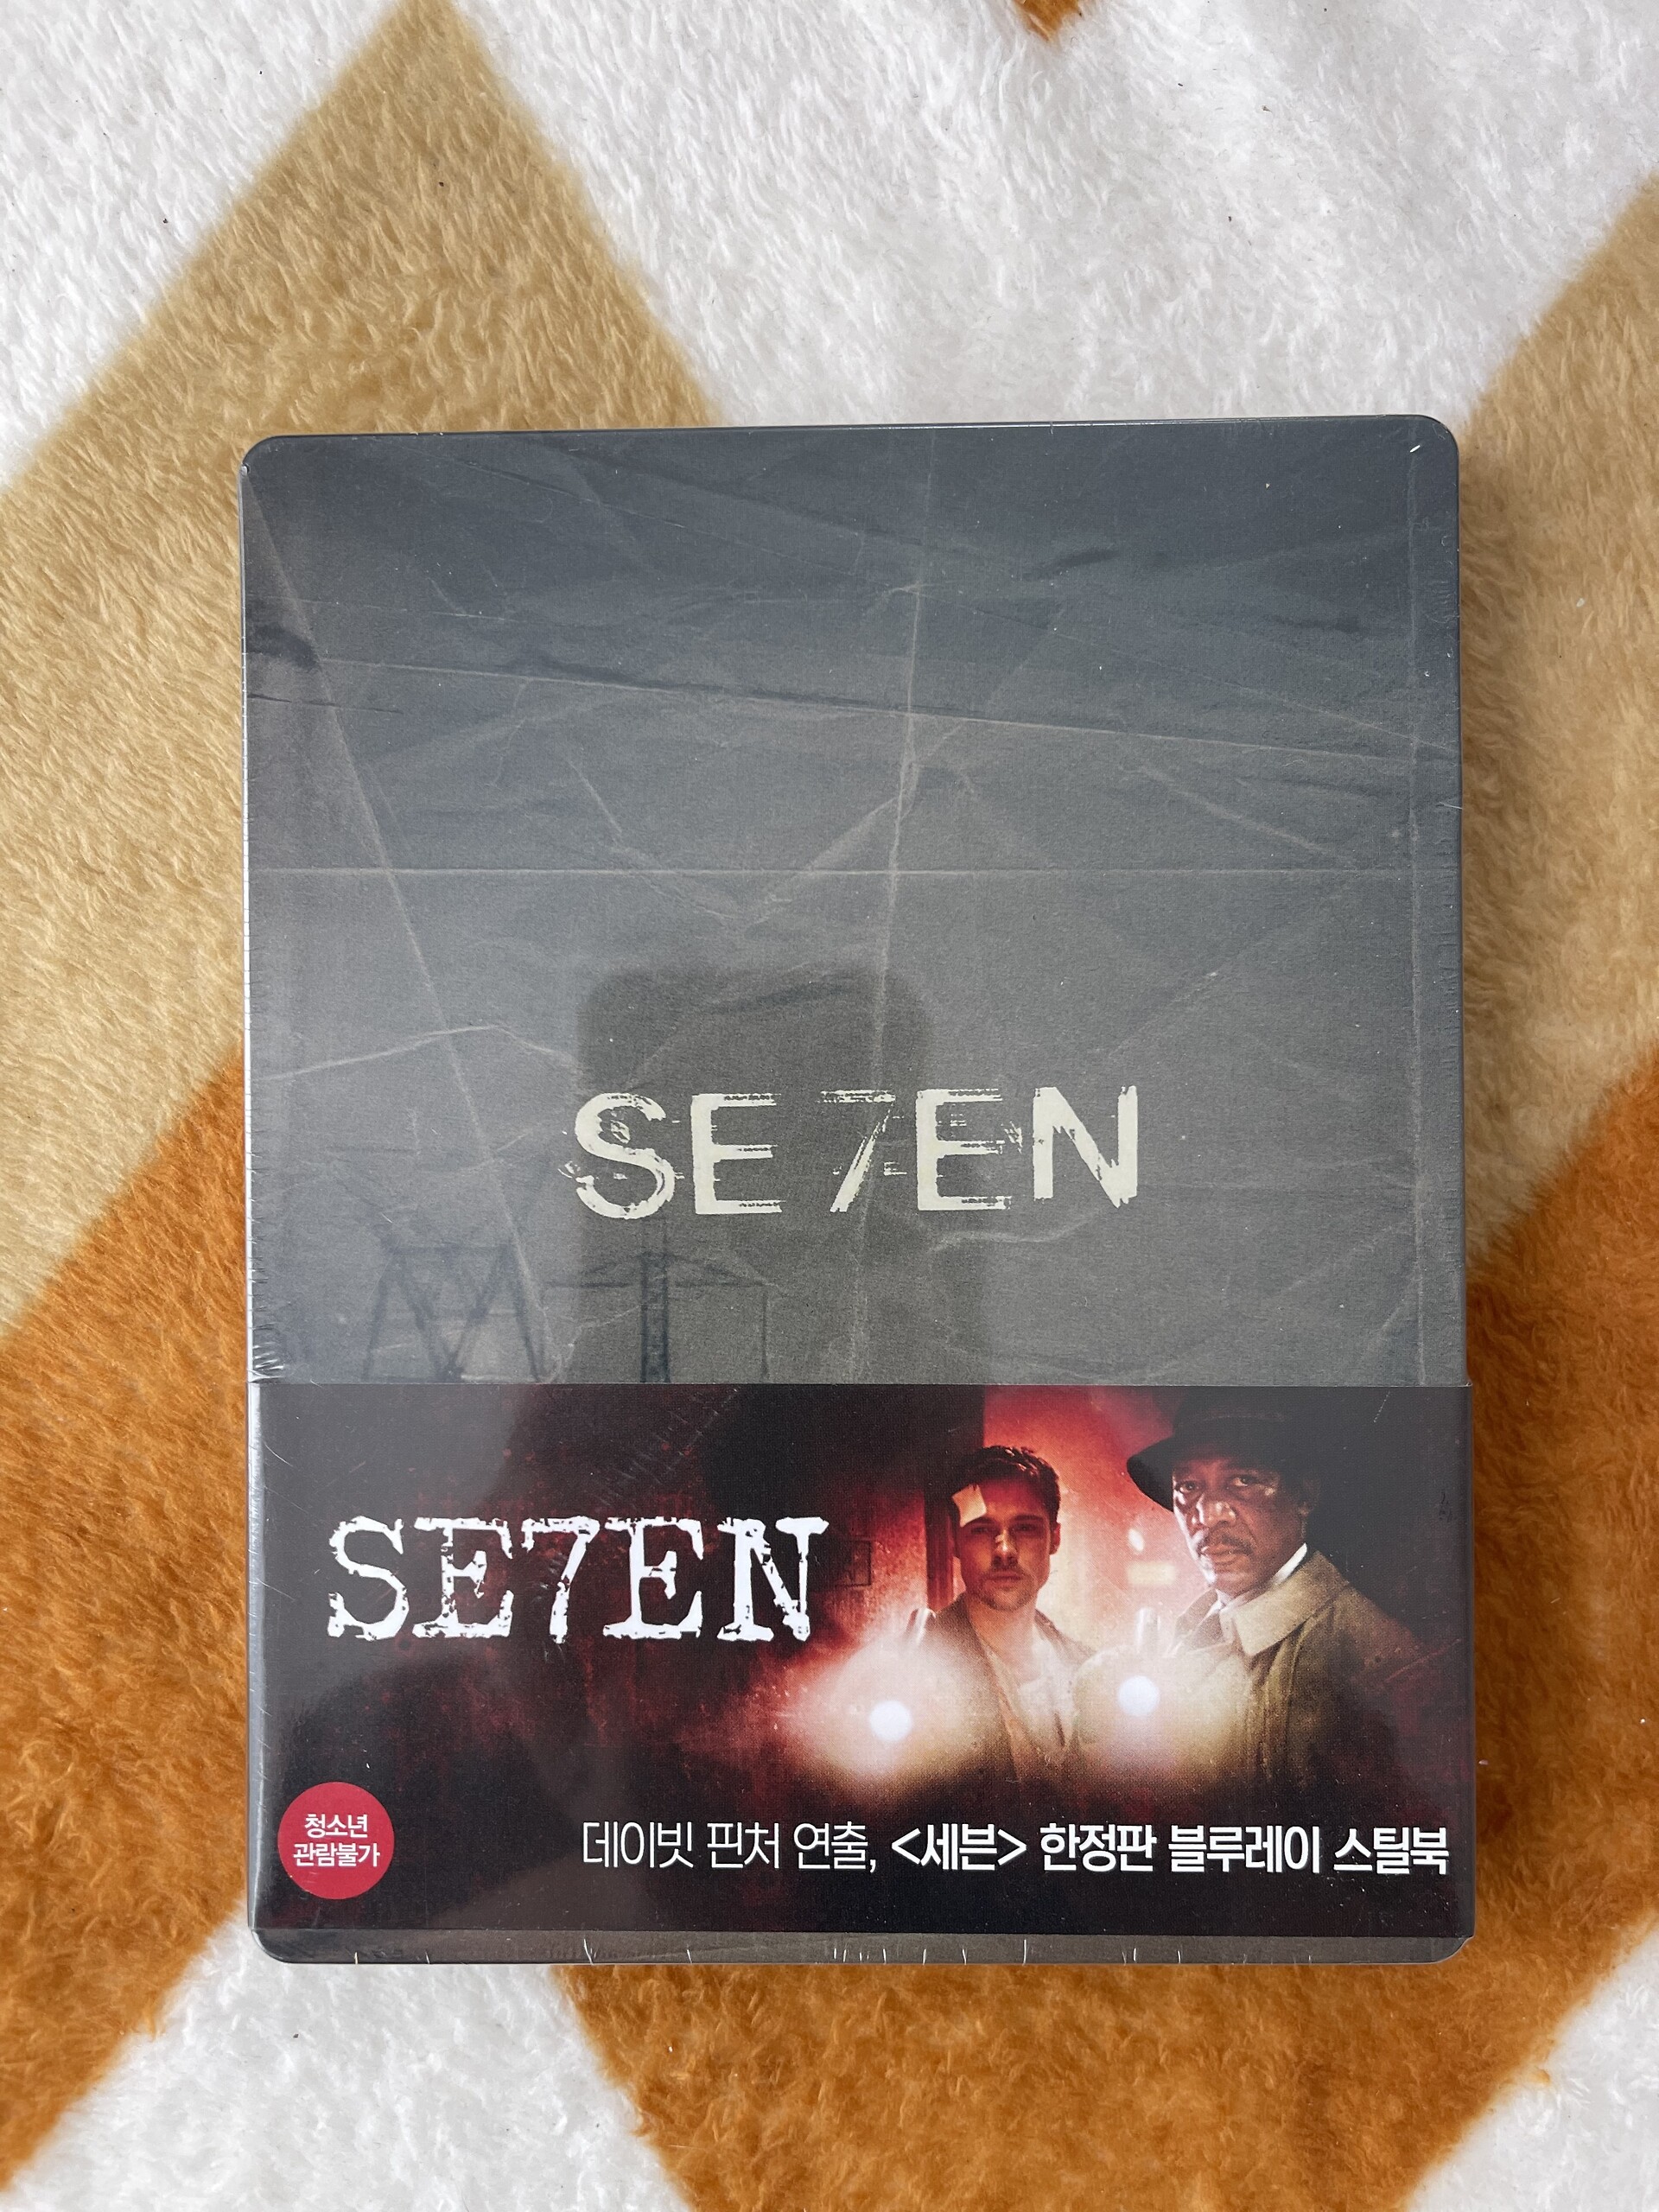 SE7EN
SE7EN
청소년
관람불가
데이빗 핀처 연출, <세븐> 한정판 블루레이 스틸북